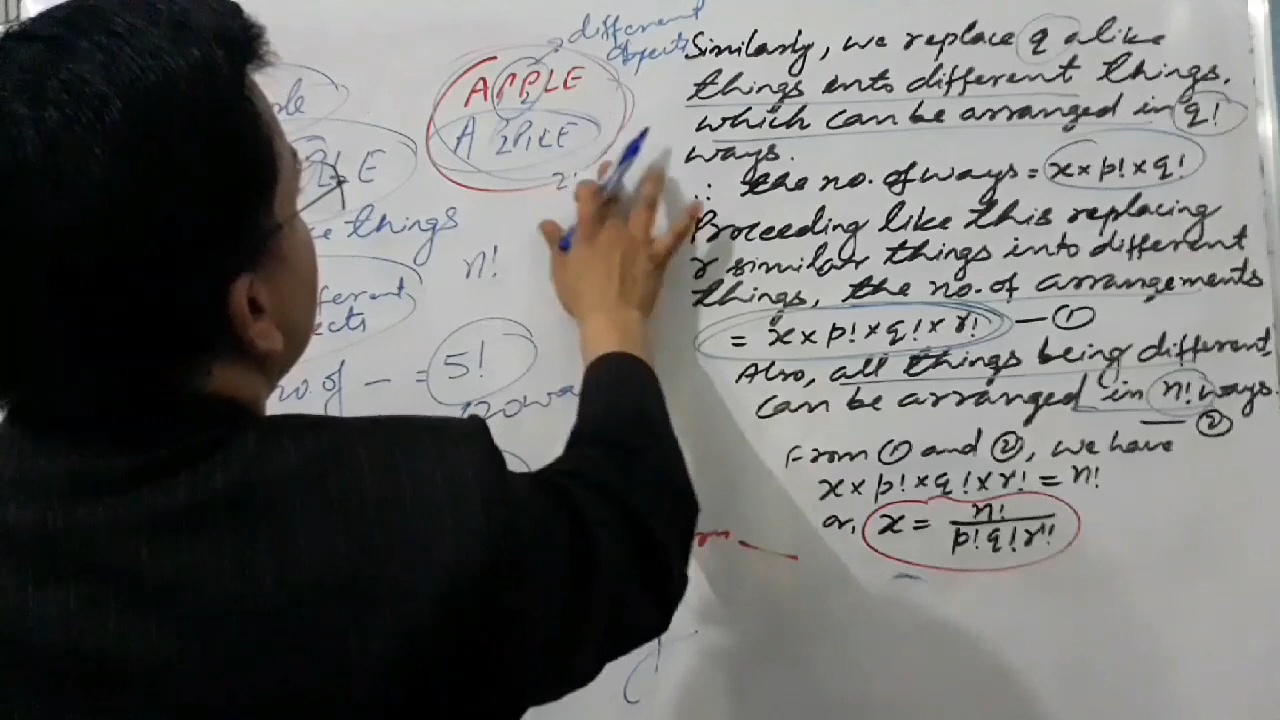 different
objects
APPLE
n!
things
5!
Similarly, we replace q alike
things into different things.
which can be arranged in q!
ways.
∴ the no. of ways = x × p! × q!
Proceeding like this replacing
r similar things into different
things, the no. of arrangements
= x × p! × q! × r! — ①
Also, all things being different,
can be arranged in n! ways.
— ②
From ① and ②, we have
x × p! × q! × r! = n!
or, x = n! / p! q! r!